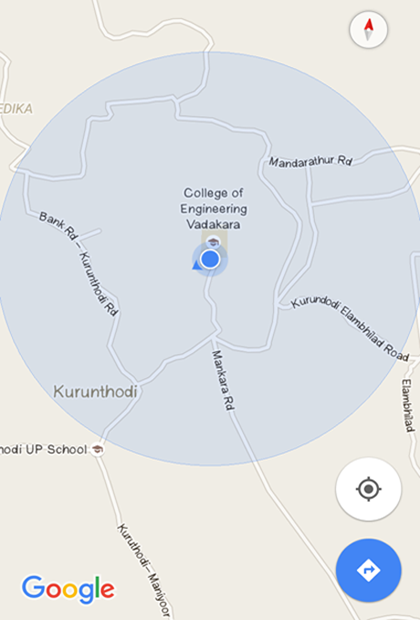 EDIKA
Mandarathur Rd
College of
Engineering
Vadakara
Bank Rd – Kurunthodi Rd
Kurundodi Elambhilad Road
Mankara Rd
Elambhilad
Kurunthodi
hodi UP School
Kuruthodi– Maniyoor
Google